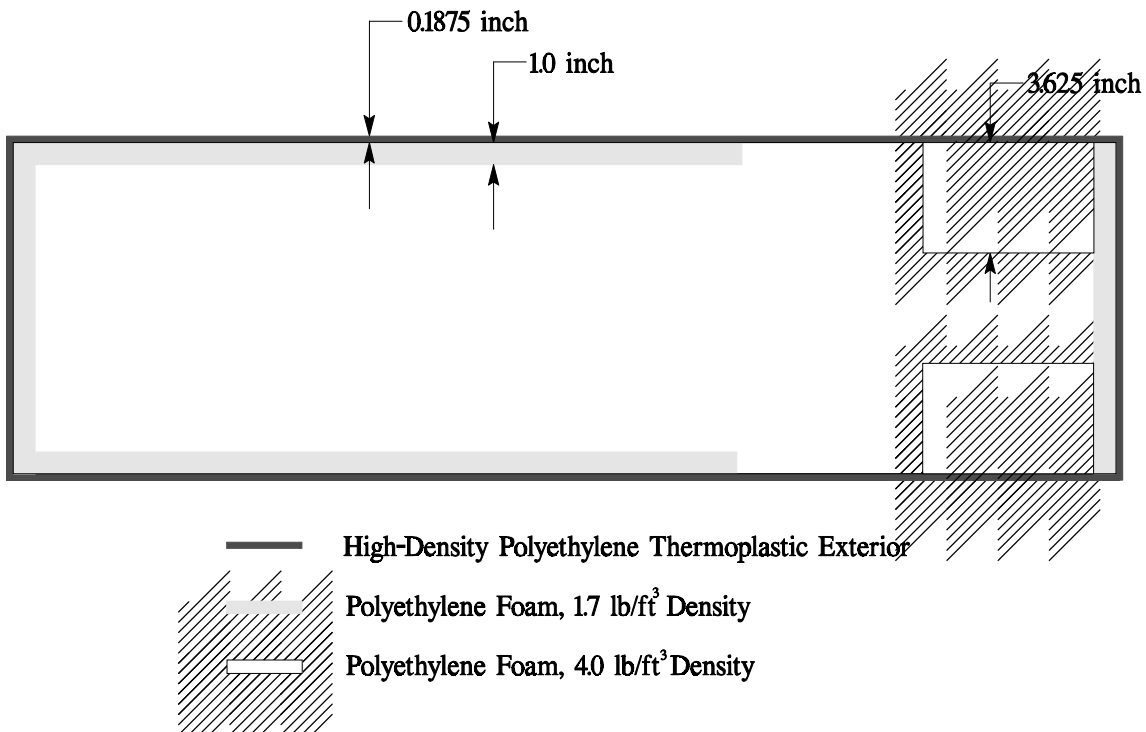 0.1875 inch
1.0 inch
3.625 inch
High-Density Polyethylene Thermoplastic Exterior
Polyethylene Foam, 1.7 lb/ft³ Density
Polyethylene Foam, 4.0 lb/ft³ Density